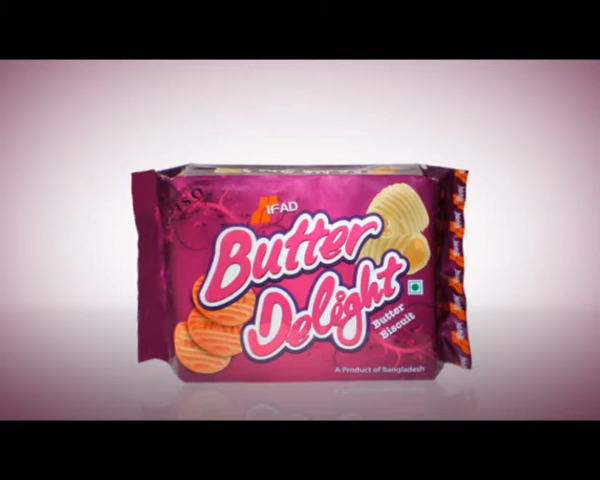 IFAD
Butter
Delight
Butter
Biscuit
A Product of Bangladesh